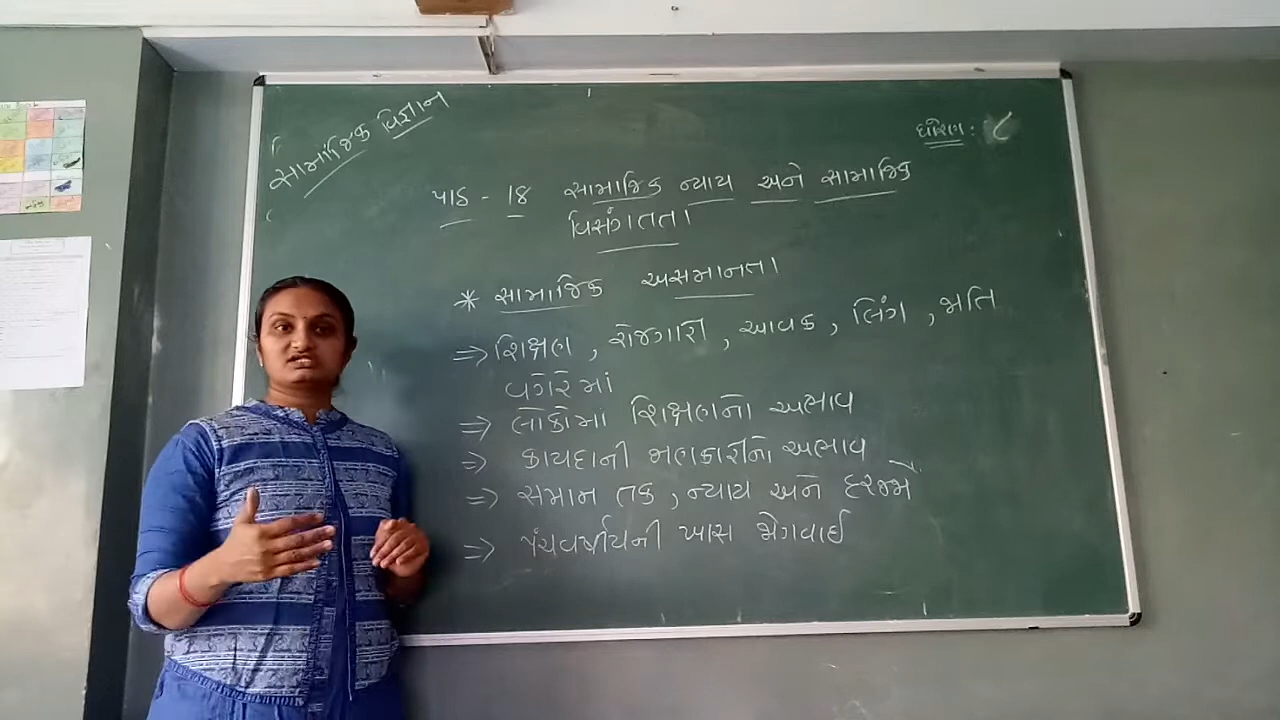 સામાજિક વિજ્ઞાન
ધોરણ : ૮
પાઠ - 18 સામાજિક ન્યાય અને સામાજિક
વિસંગતતા
* સામાજિક અસમાનતા
⇒ શિક્ષણ , રોજગારી , આવક , લિંગ , જાતિ
વગેરેમાં
⇒ લોકોમાં શિક્ષણનો અભાવ
⇒ કાયદાની જાણકારીનો અભાવ
⇒ સમાન તક , ન્યાય અને દરજ્જો
⇒ પંચવર્ષીયની ખાસ જોગવાઈ